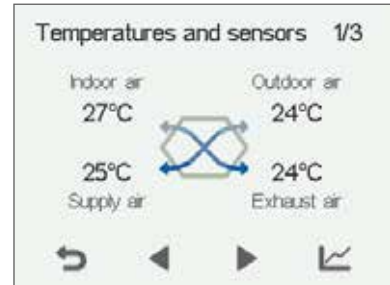 Temperatures and sensors 1/3
Indoor air Outdoor air
27°C 24°C
25°C 24°C
Supply air Exhaust air